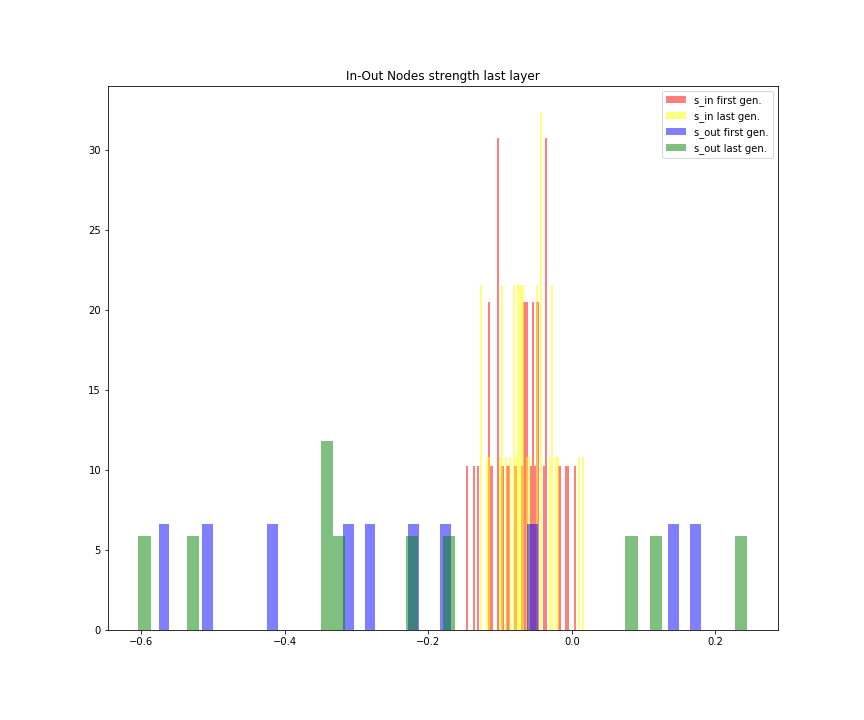 In-Out Nodes strength last layer
s_in first gen.
s_in last gen.
s_out first gen.
s_out last gen.
30
25
20
15
10
5
0
−0.6 −0.4 −0.2 0.0 0.2